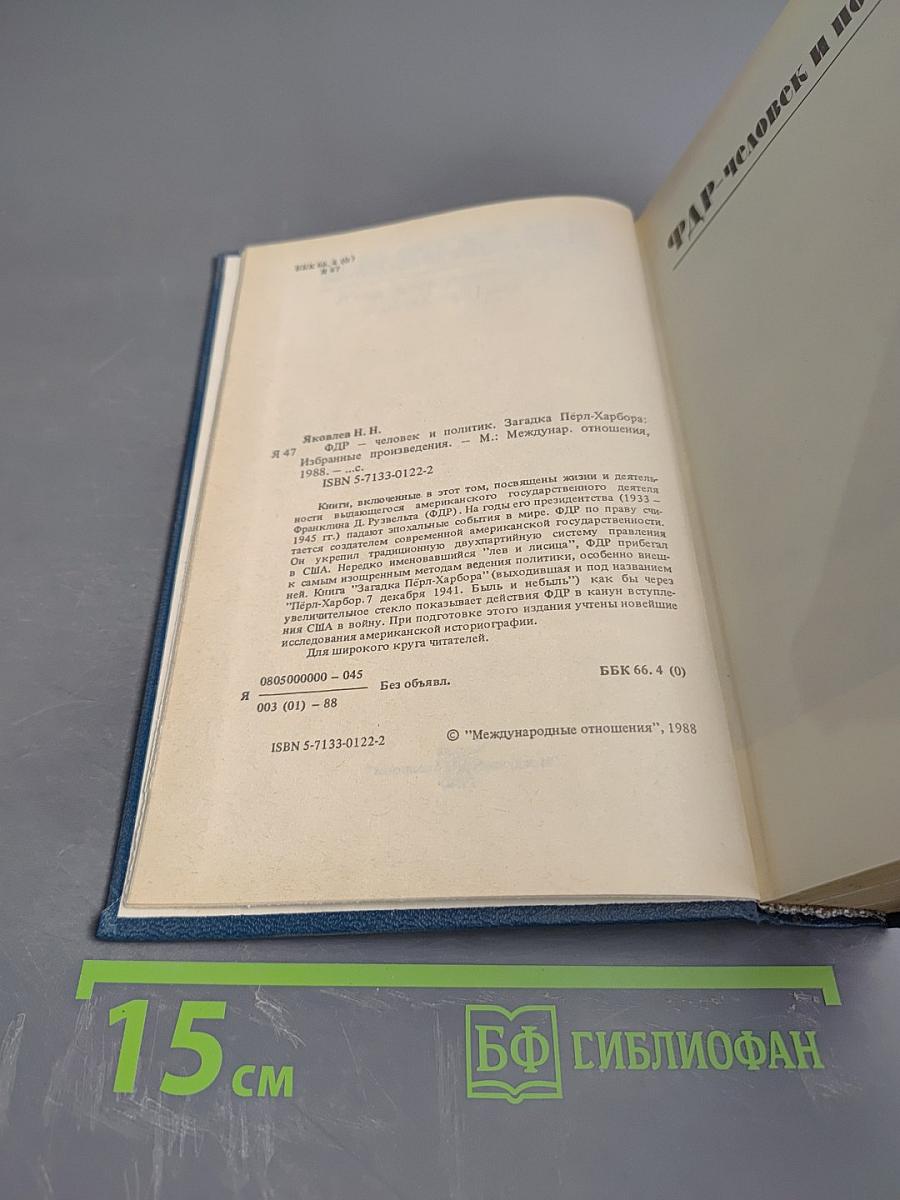 ББК 66.4 (0)
Я 47
Яковлев Н. Н.
Я 47 ФДР — человек и политик. Загадка Пёрл-Харбора:
Избранные произведения. — М.: Междунар. отношения,
1988. — ...с.
ISBN 5-7133-0122-2
Книги, включенные в этот том, посвящены жизни и деятель-
ности выдающегося американского государственного деятеля
Франклина Д. Рузвельта (ФДР). На годы его президентства (1933 —
1945 гг.) падают эпохальные события в мире. ФДР по праву счи-
тается создателем современной американской государственности.
Он укрепил традиционную двухпартийную систему правления
в США. Нередко именовавшийся "лев и лисица", ФДР прибегал
к самым изощренным методам ведения политики, особенно внеш-
ней. Книга "Загадка Пёрл-Харбора" (выходившая и под названием
"Пёрл-Харбор. 7 декабря 1941. Быль и небыль") как бы через
увеличительное стекло показывает действия ФДР в канун вступле-
ния США в войну. При подготовке этого издания учтены новейшие
исследования американской историографии.
Для широкого круга читателей.
Я 0805000000 — 045 Без объявл. ББК 66. 4 (0)
003 (01) — 88
ISBN 5-7133-0122-2 © "Международные отношения", 1988
ФДР-человек и по
15 см
БФ БИБЛИОФАН